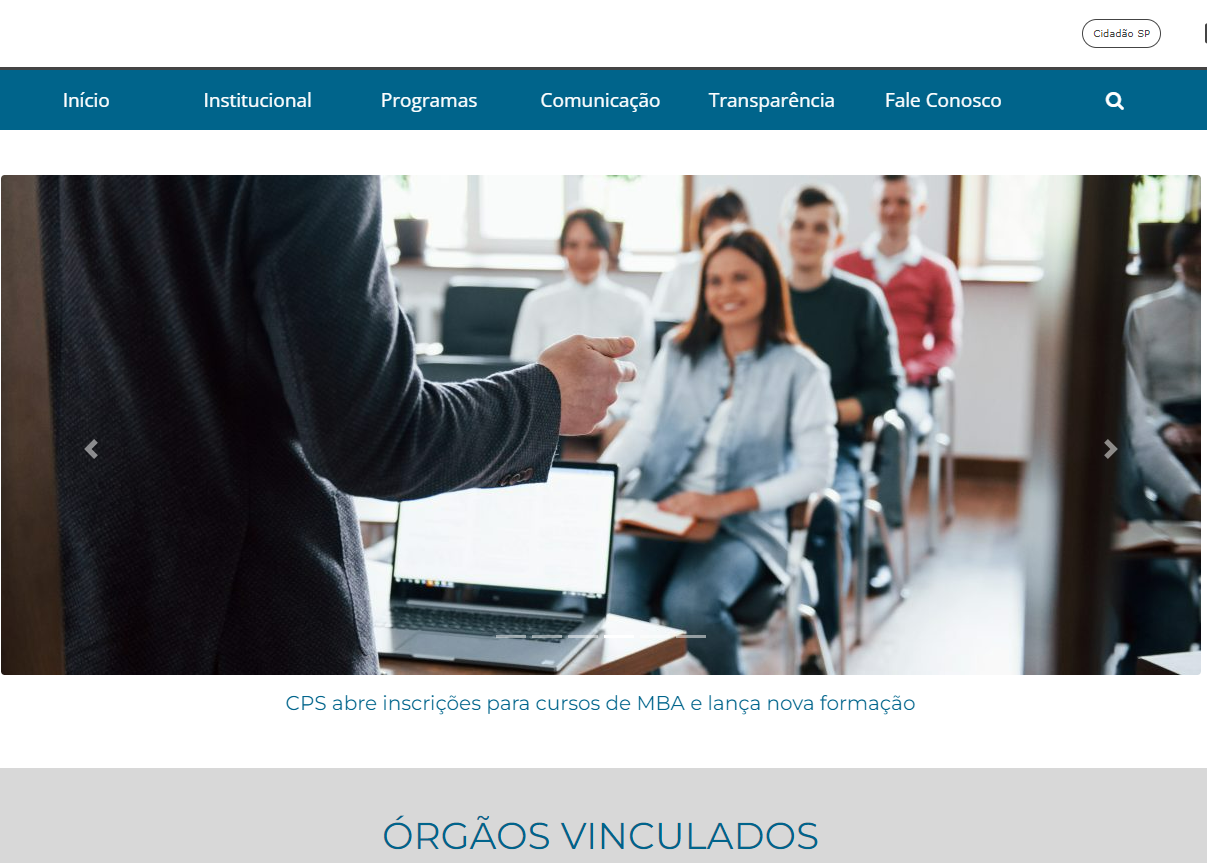 Cidadão SP
Início Institucional Programas Comunicação Transparência Fale Conosco
CPS abre inscrições para cursos de MBA e lança nova formação
ÓRGÃOS VINCULADOS